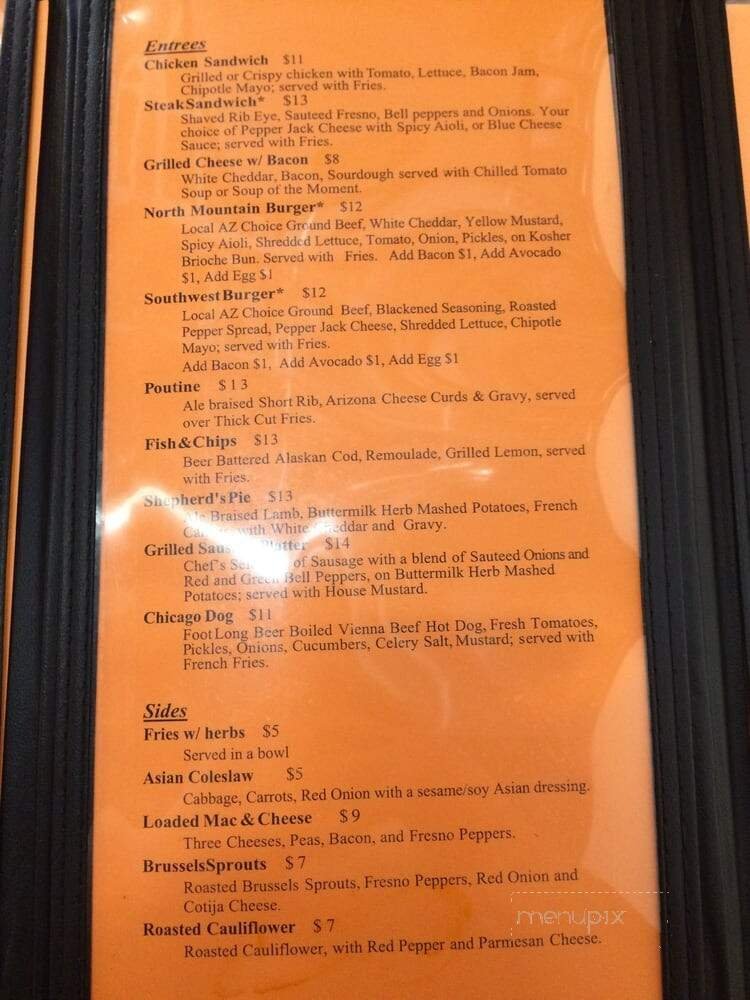 Entrees
Chicken Sandwich $11
Grilled or Crispy chicken with Tomato, Lettuce, Bacon Jam,
Chipotle Mayo; served with Fries.
SteakSandwich* $13
Shaved Rib Eye, Sauteed Fresno, Bell peppers and Onions. Your
choice of Pepper Jack Cheese with Spicy Aioli, or Blue Cheese
Sauce; served with Fries.
Grilled Cheese w/ Bacon $8
White Cheddar, Bacon, Sourdough served with Chilled Tomato
Soup or Soup of the Moment.
North Mountain Burger* $12
Local AZ Choice Ground Beef, White Cheddar, Yellow Mustard,
Spicy Aioli, Shredded Lettuce, Tomato, Onion, Pickles, on Kosher
Brioche Bun. Served with Fries. Add Bacon $1, Add Avocado
$1, Add Egg $1
Southwest Burger* $12
Local AZ Choice Ground Beef, Blackened Seasoning, Roasted
Pepper Spread, Pepper Jack Cheese, Shredded Lettuce, Chipotle
Mayo; served with Fries.
Add Bacon $1, Add Avocado $1, Add Egg $1
Poutine $13
Ale braised Short Rib, Arizona Cheese Curds & Gravy, served
over Thick Cut Fries.
Fish & Chips $13
Beer Battered Alaskan Cod, Remoulade, Grilled Lemon, served
with Fries.
Shepherd's Pie $13
Ale Braised Lamb, Buttermilk Herb Mashed Potatoes, French
with White Cheddar and Gravy.
Grilled Platter $14
Chef's of Sausage with a blend of Sauteed Onions and
Red and Green Bell Peppers, on Buttermilk Herb Mashed
Potatoes; served with House Mustard.
Chicago Dog $11
Foot Long Beer Boiled Vienna Beef Hot Dog, Fresh Tomatoes,
Pickles, Onions, Cucumbers, Celery Salt, Mustard; served with
French Fries.
Sides
Fries w/ herbs $5
Served in a bowl
Asian Coleslaw $5
Cabbage, Carrots, Red Onion with a sesame/soy Asian dressing.
Loaded Mac & Cheese $9
Three Cheeses, Peas, Bacon, and Fresno Peppers.
BrusselsSprouts $7
Roasted Brussels Sprouts, Fresno Peppers, Red Onion and
Cotija Cheese.
Roasted Cauliflower $7
Roasted Cauliflower, with Red Pepper and Parmesan Cheese.
menupix